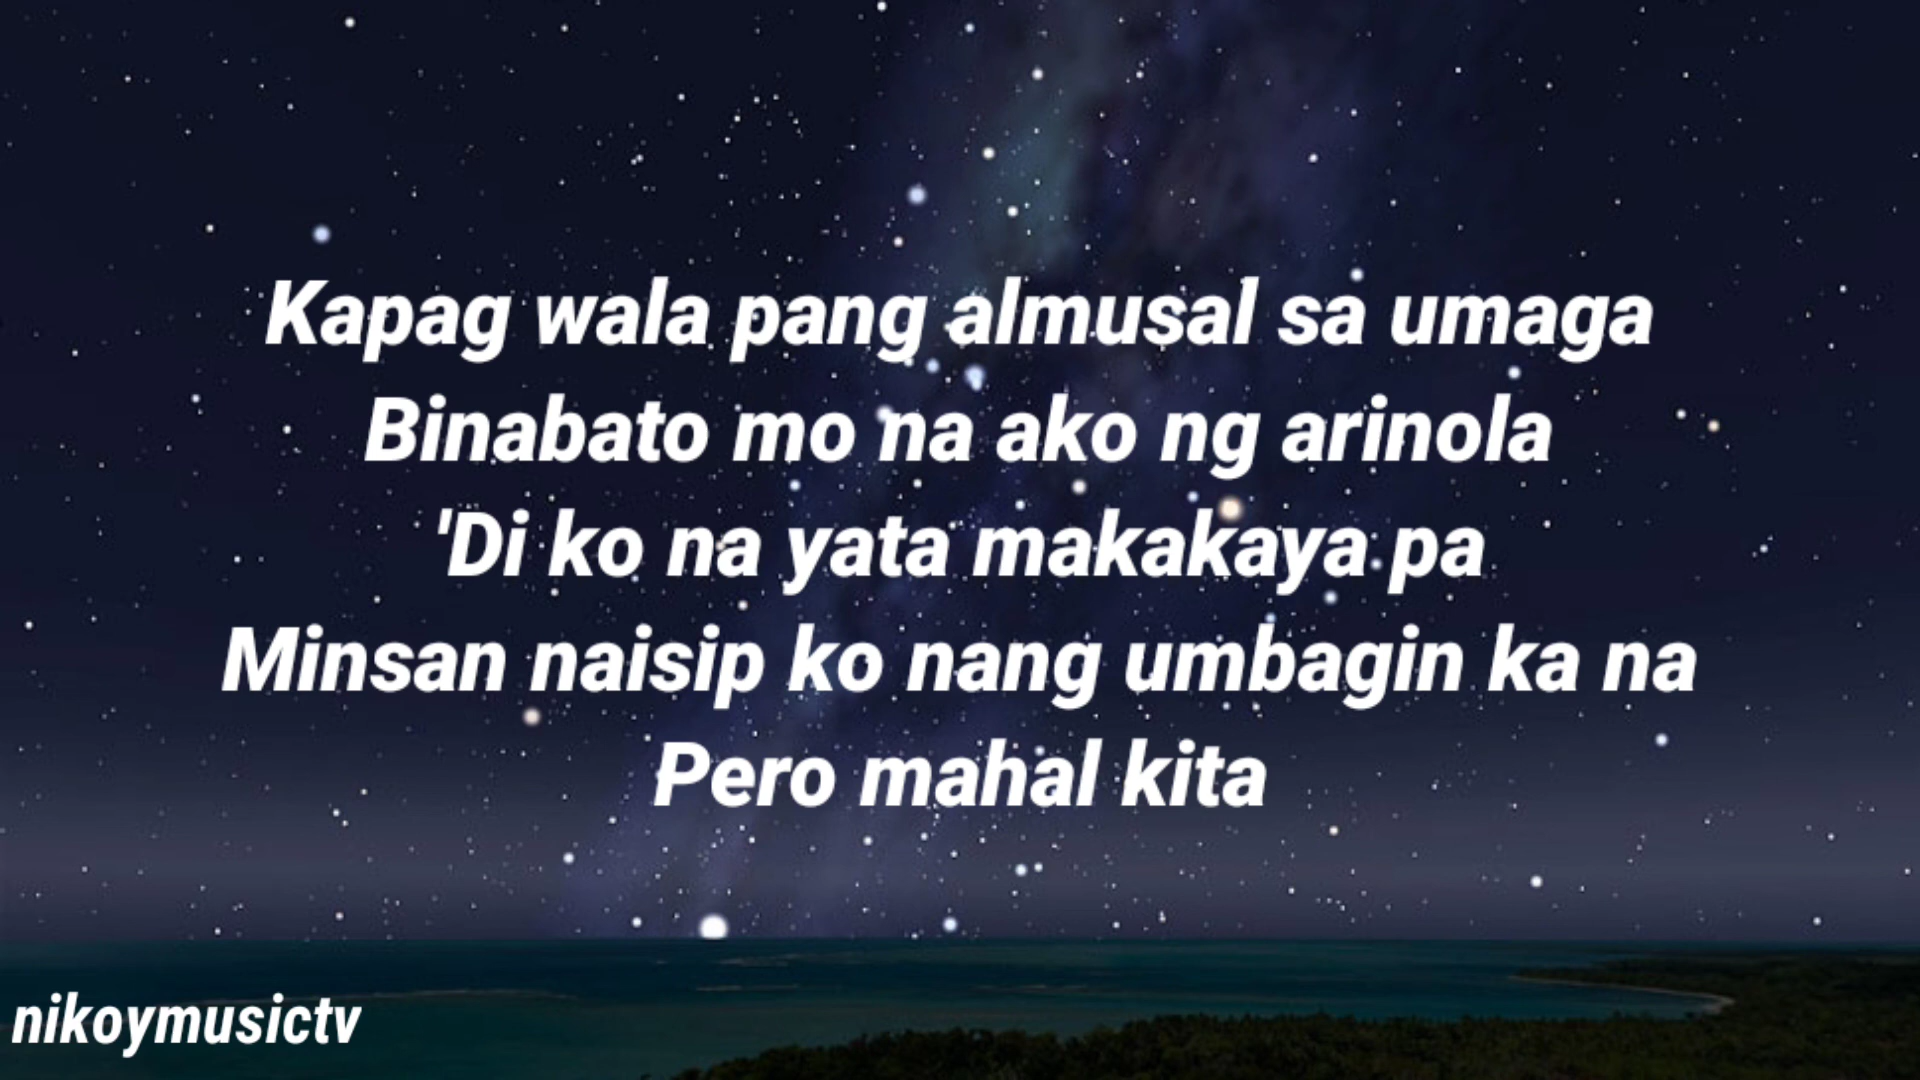 Kapag wala pang almusal sa umaga
Binabato mo na ako ng arinola
'Di ko na yata makakaya pa
Minsan naisip ko nang umbagin ka na
Pero mahal kita
nikoymusictv